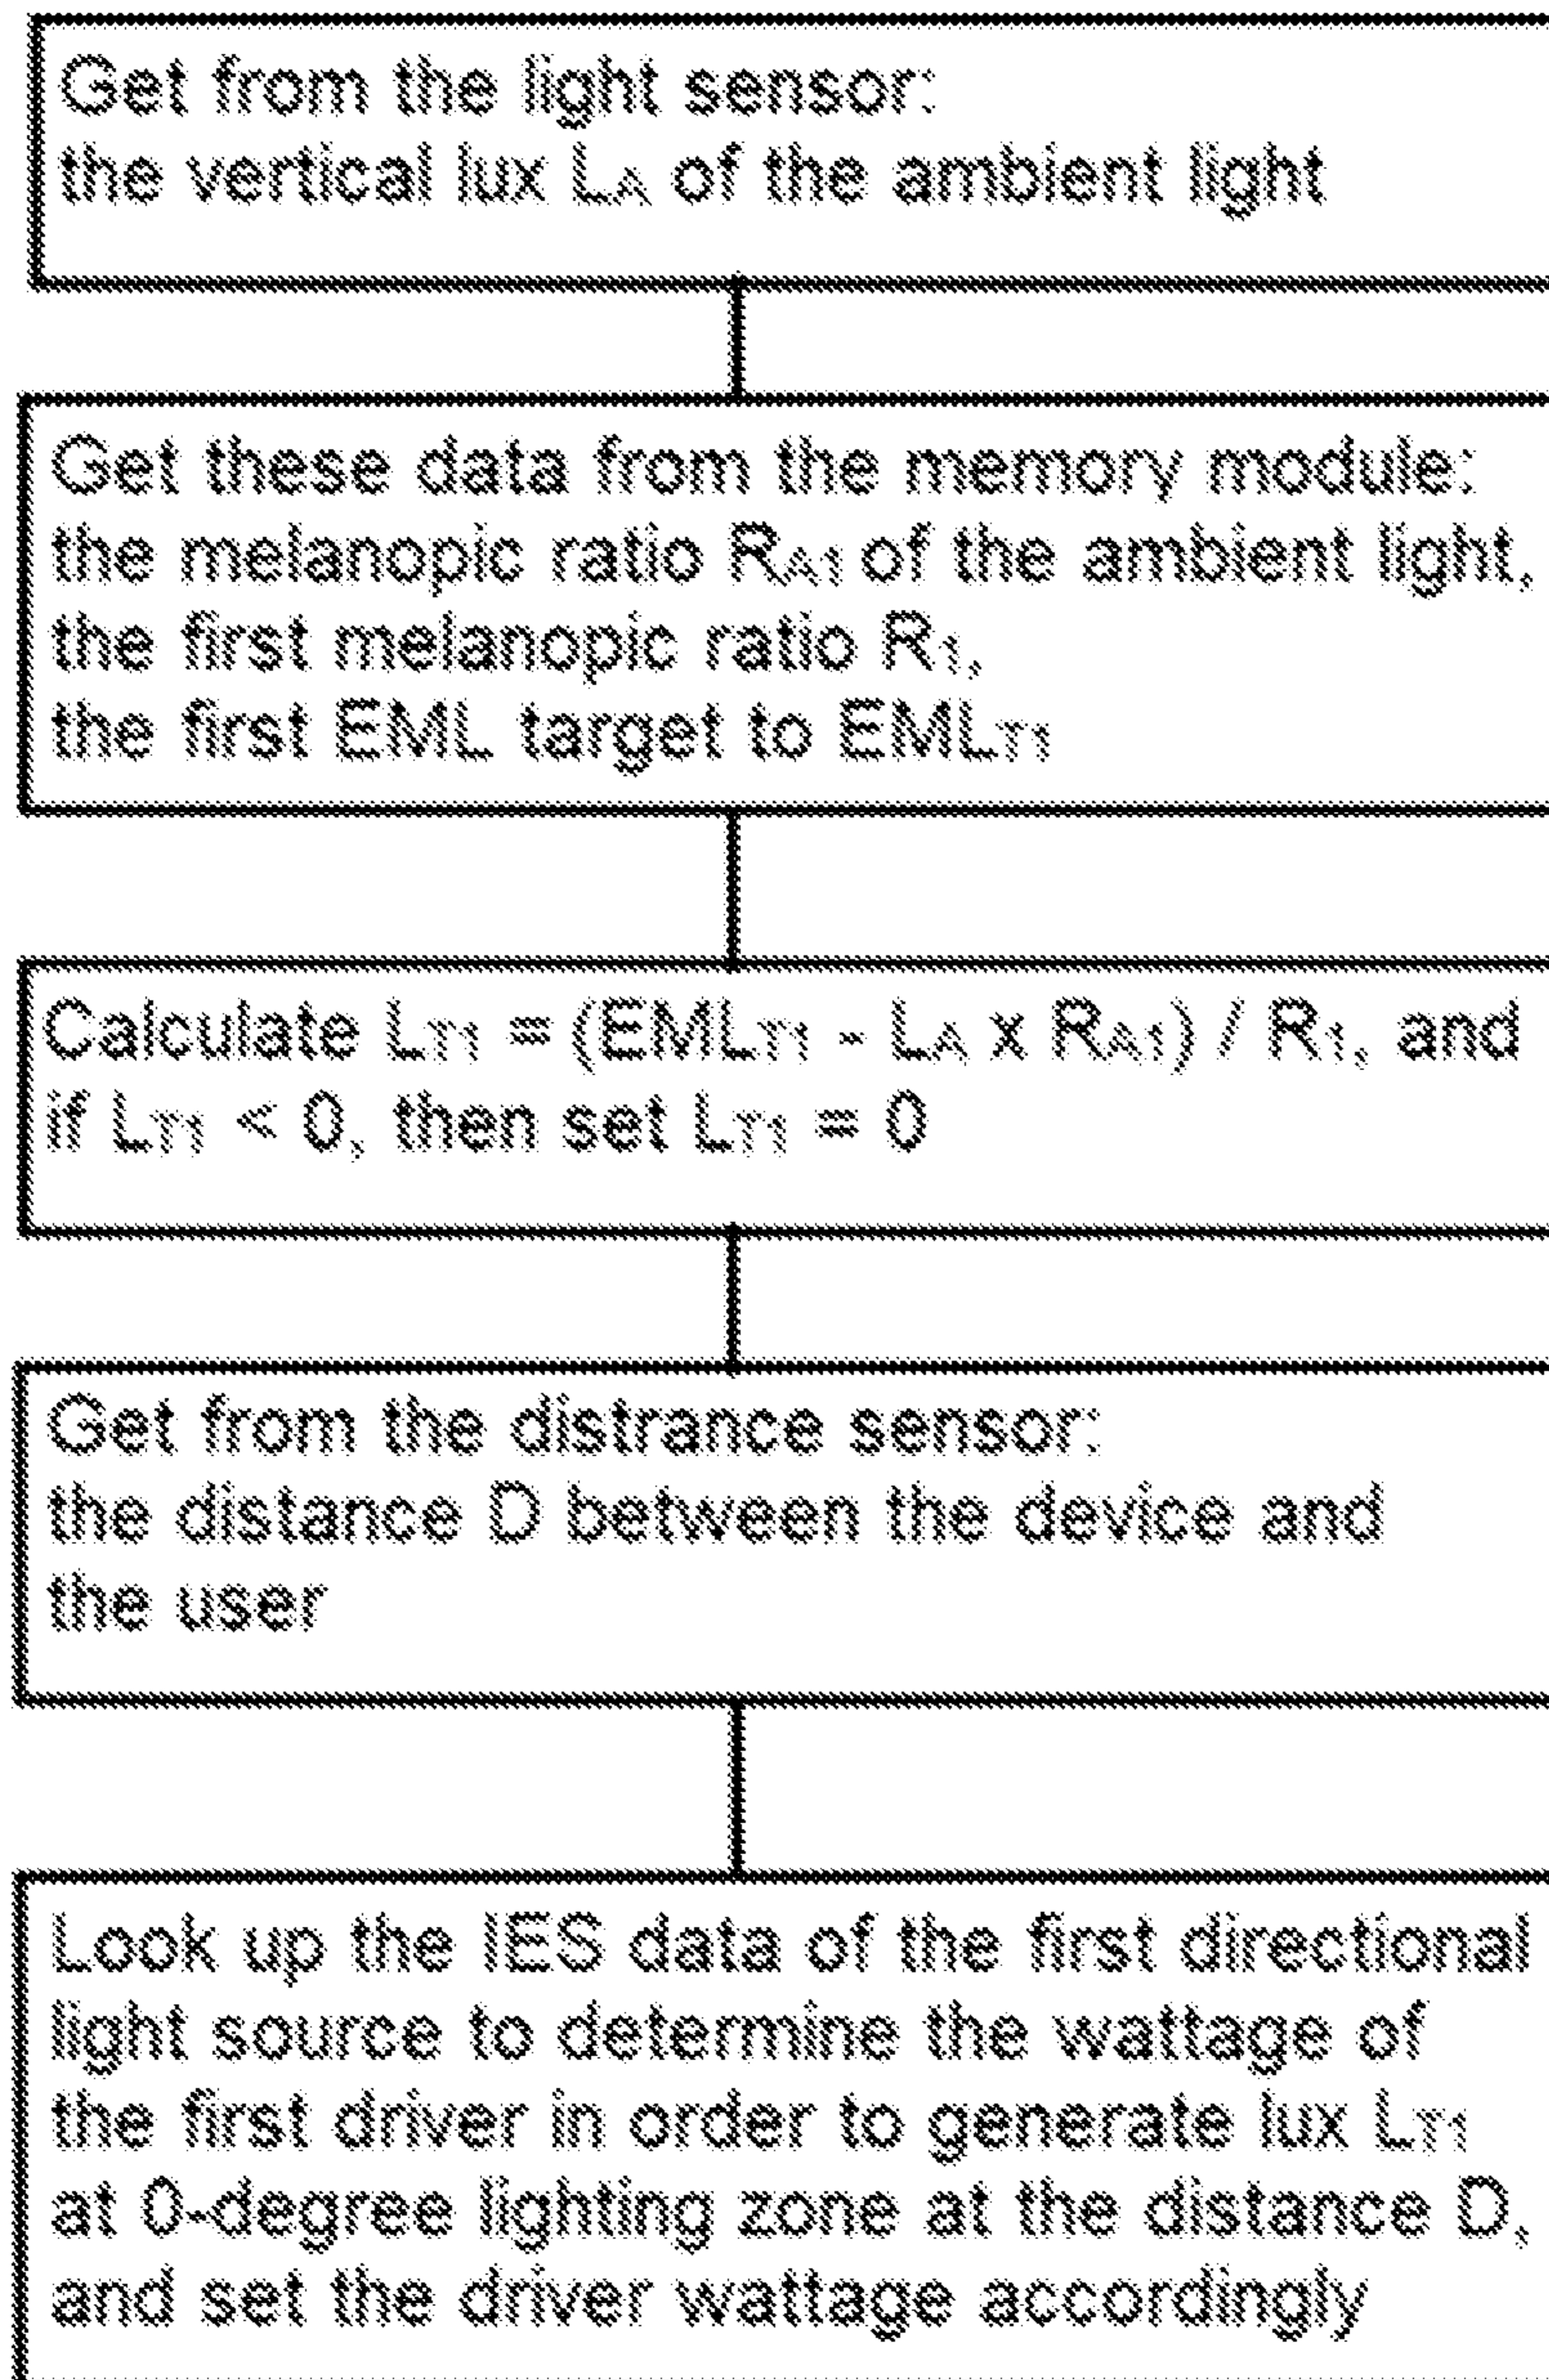 Get from the light sensor:
the vertical lux LA of the ambient light
Get these data from the memory module:
the melanopic ratio RA1 of the ambient light,
the first melanopic ratio R1,
the first EML target to EMLT1
Calculate LT1 = (EMLT1 - LA x RA1) / R1, and
if LT1 < 0, then set LT1 = 0
Get from the distrance sensor:
the distance D between the device and
the user
Look up the IES data of the first directional
light source to determine the wattage of
the first driver in order to generate lux LT1
at 0-degree lighting zone at the distance D,
and set the driver wattage accordingly